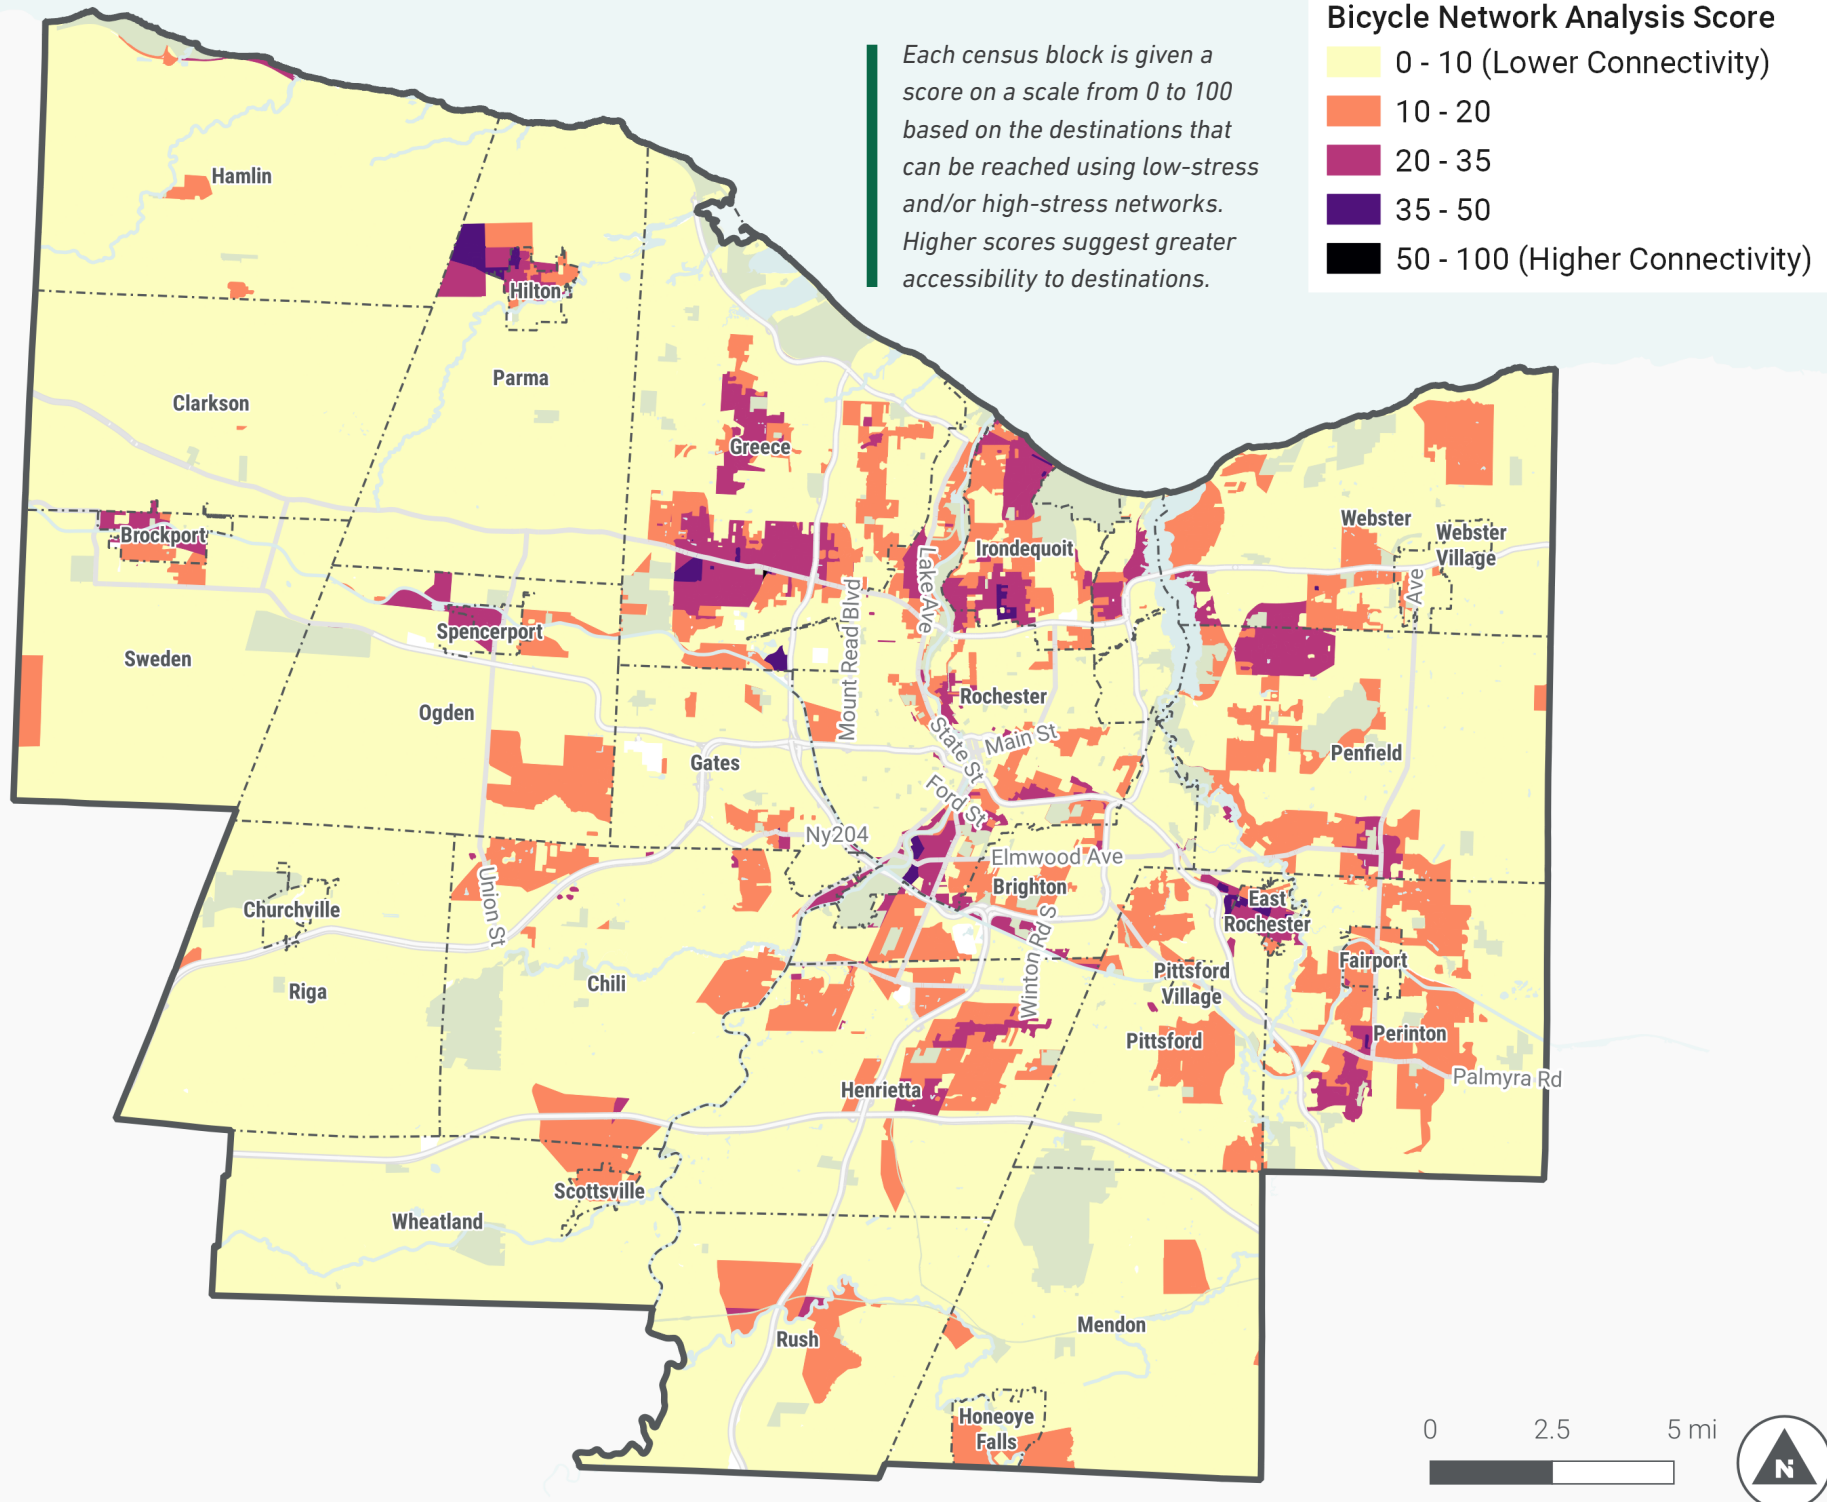 Bicycle Network Analysis Score
0 - 10 (Lower Connectivity)
10 - 20
20 - 35
35 - 50
50 - 100 (Higher Connectivity)
Each census block is given a
score on a scale from 0 to 100
based on the destinations that
can be reached using low-stress
and/or high-stress networks.
Higher scores suggest greater
accessibility to destinations.
Hamlin
Hilton
Parma
Clarkson
Greece
Brockport
Irondequoit
Webster
Webster
Village
Lake Ave
Ave
Mount Read Blvd
Spencerport
Sweden
Ogden
Rochester
State St
Main St
Gates
Penfield
Ford St
Ny204
Elmwood Ave
Brighton
Union St
East
Rochester
Churchville
Winton Rd S
Fairport
Riga
Chili
Pittsford
Village
Pittsford
Perinton
Palmyra Rd
Henrietta
Scottsville
Wheatland
Mendon
Rush
Honeoye
Falls
0 2.5 5 mi
N